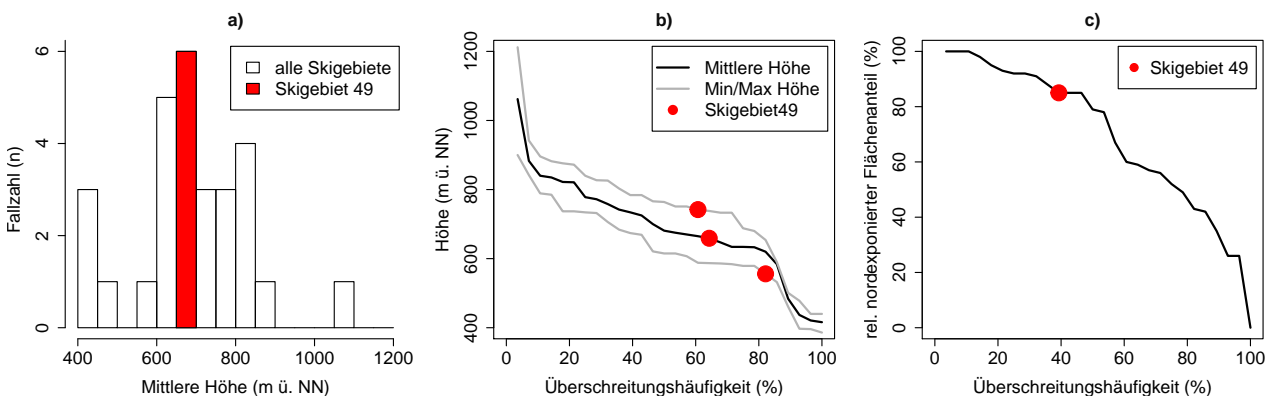 a)
Fallzahl (n)
6
4
2
0
alle Skigebiete
Skigebiet 49
400
600
800
1000
1200
Mittlere Höhe (m ü. NN)
b)
Höhe (m ü. NN)
1200
1000
800
600
400
Mittlere Höhe
Min/Max Höhe
Skigebiet49
0
20
40
60
80
100
Überschreitungshäufigkeit (%)
c)
rel. nordexponierter Flächenanteil (%)
100
80
60
40
20
0
Skigebiet 49
0
20
40
60
80
100
Überschreitungshäufigkeit (%)